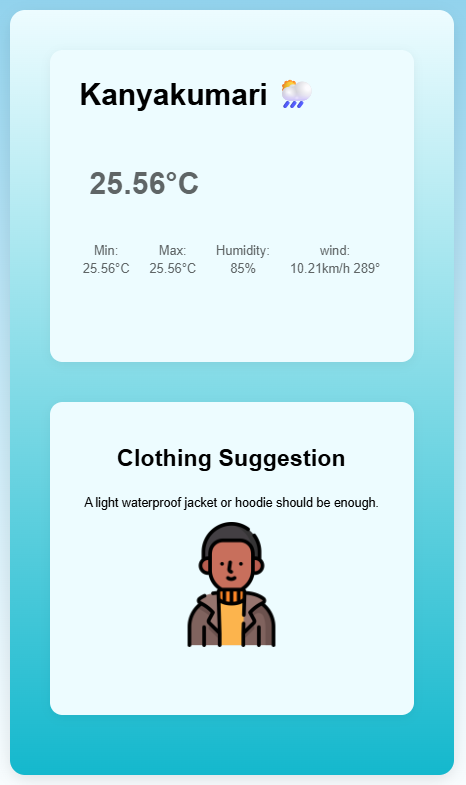 Kanyakumari
25.56°C
Min: Max: Humidity: wind:
25.56°C 25.56°C 85% 10.21km/h 289°
Clothing Suggestion
A light waterproof jacket or hoodie should be enough.